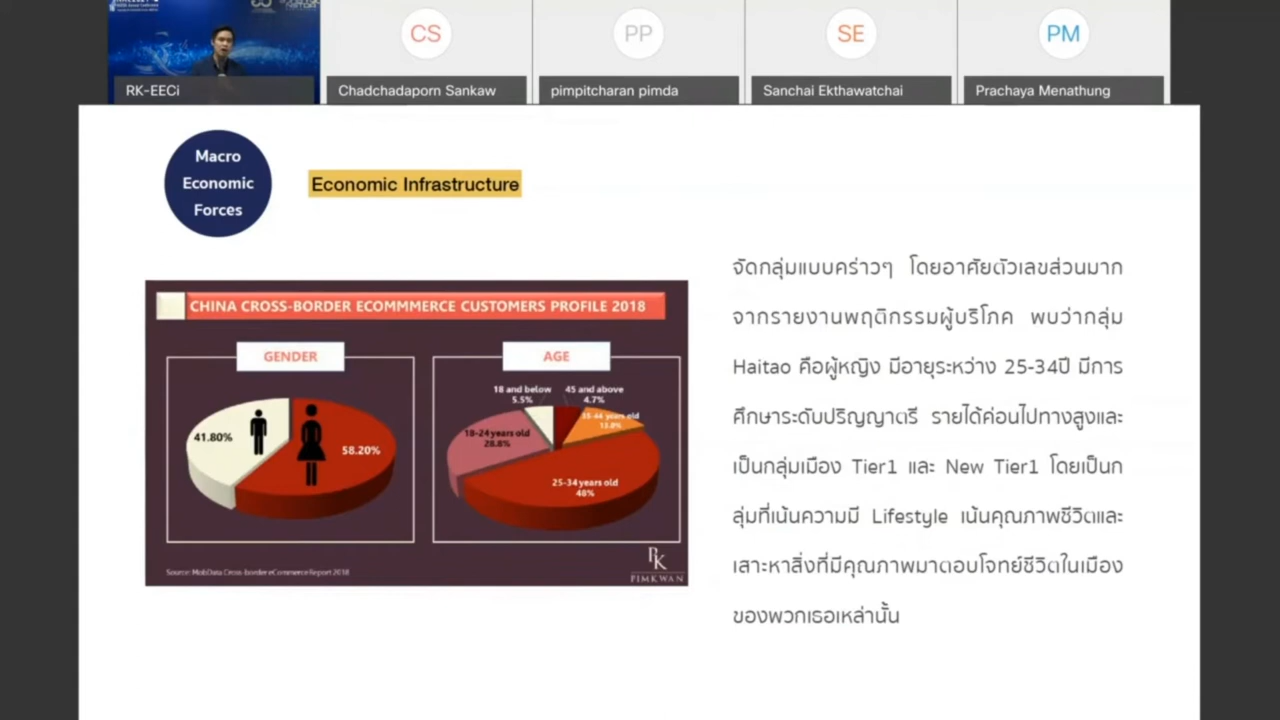 CS
PP
SE
PM
RK-EECi
Chadchadaporn Sankaw
pimpitcharan pimda
Sanchai Ekthawatchai
Prachaya Menathung
Macro
Economic
Forces
Economic Infrastructure
CHINA CROSS-BORDER ECOMMMERCE CUSTOMERS PROFILE 2018
GENDER
41.80%
58.20%
AGE
18 and below
5.5%
45 and above
4.7%
35-44 years old
13.0%
18-24 years old
28.8%
25-34 years old
48%
Source: MobData Cross-border eCommerce Report 2018
PK
PIMKWAN
จัดกลุ่มแบบคร่าวๆ โดยอาศัยตัวเลขส่วนมาก
จากรายงานพฤติกรรมผู้บริโภค พบว่ากลุ่ม
Haitao คือผู้หญิง มีอายุระหว่าง 25-34ปี มีการ
ศึกษาระดับปริญญาตรี รายได้ค่อนไปทางสูงและ
เป็นกลุ่มเมือง Tier1 และ New Tier1 โดยเป็นก
ลุ่มที่เน้นความมี Lifestyle เน้นคุณภาพชีวิตและ
เสาะหาสิ่งที่มีคุณภาพมาตอบโจทย์ชีวิตในเมือง
ของพวกเธอเหล่านั้น